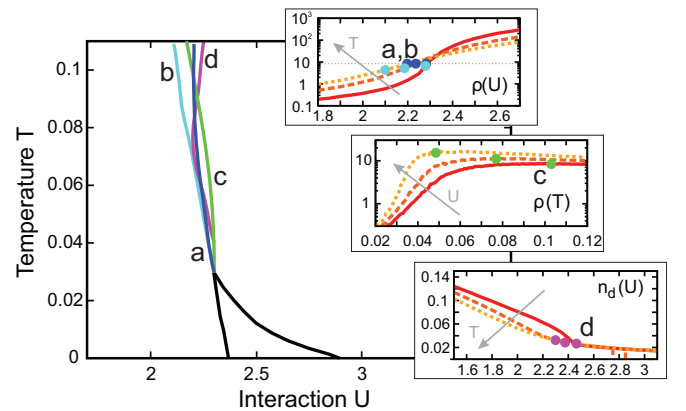 Temperature T
0.1
0.08
0.06
0.04
0.02
0
2
2.5
3
Interaction U
b
d
c
a
10³
10²
10
1
0.1
1.8
2
2.2
2.4
2.6
T
a,b
ρ(U)
10
1
0.02
0.04
0.06
0.08
0.10
0.12
U
c
ρ(T)
0.14
0.1
0.06
0.02
1.6
1.8
2
2.2
2.4
2.6
2.8
3
T
d
n_d(U)